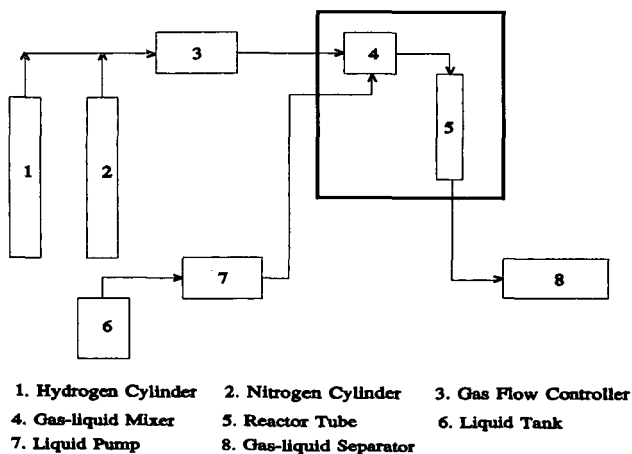 3
4
1
2
5
7
8
6
1. Hydrogen Cylinder 2. Nitrogen Cylinder 3. Gas Flow Controller
4. Gas-liquid Mixer 5. Reactor Tube 6. Liquid Tank
7. Liquid Pump 8. Gas-liquid Separator